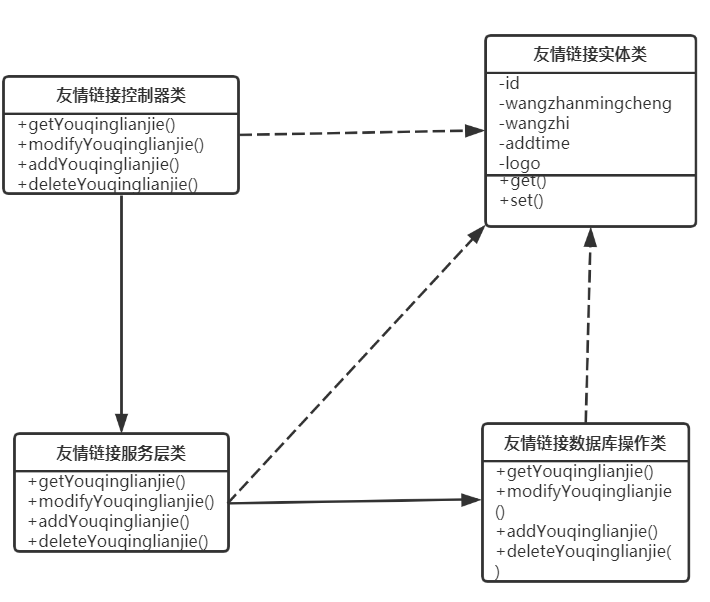 友情链接控制器类
+getYouqinglianjie()
+modifyYouqinglianjie()
+addYouqinglianjie()
+deleteYouqinglianjie()
友情链接实体类
-id
-wangzhanmingcheng
-wangzhi
-addtime
-logo
+get()
+set()
友情链接服务层类
+getYouqinglianjie()
+modifyYouqinglianjie()
+addYouqinglianjie()
+deleteYouqinglianjie()
友情链接数据库操作类
+getYouqinglianjie()
+modifyYouqinglianjie
()
+addYouqinglianjie()
+deleteYouqinglianjie(
)